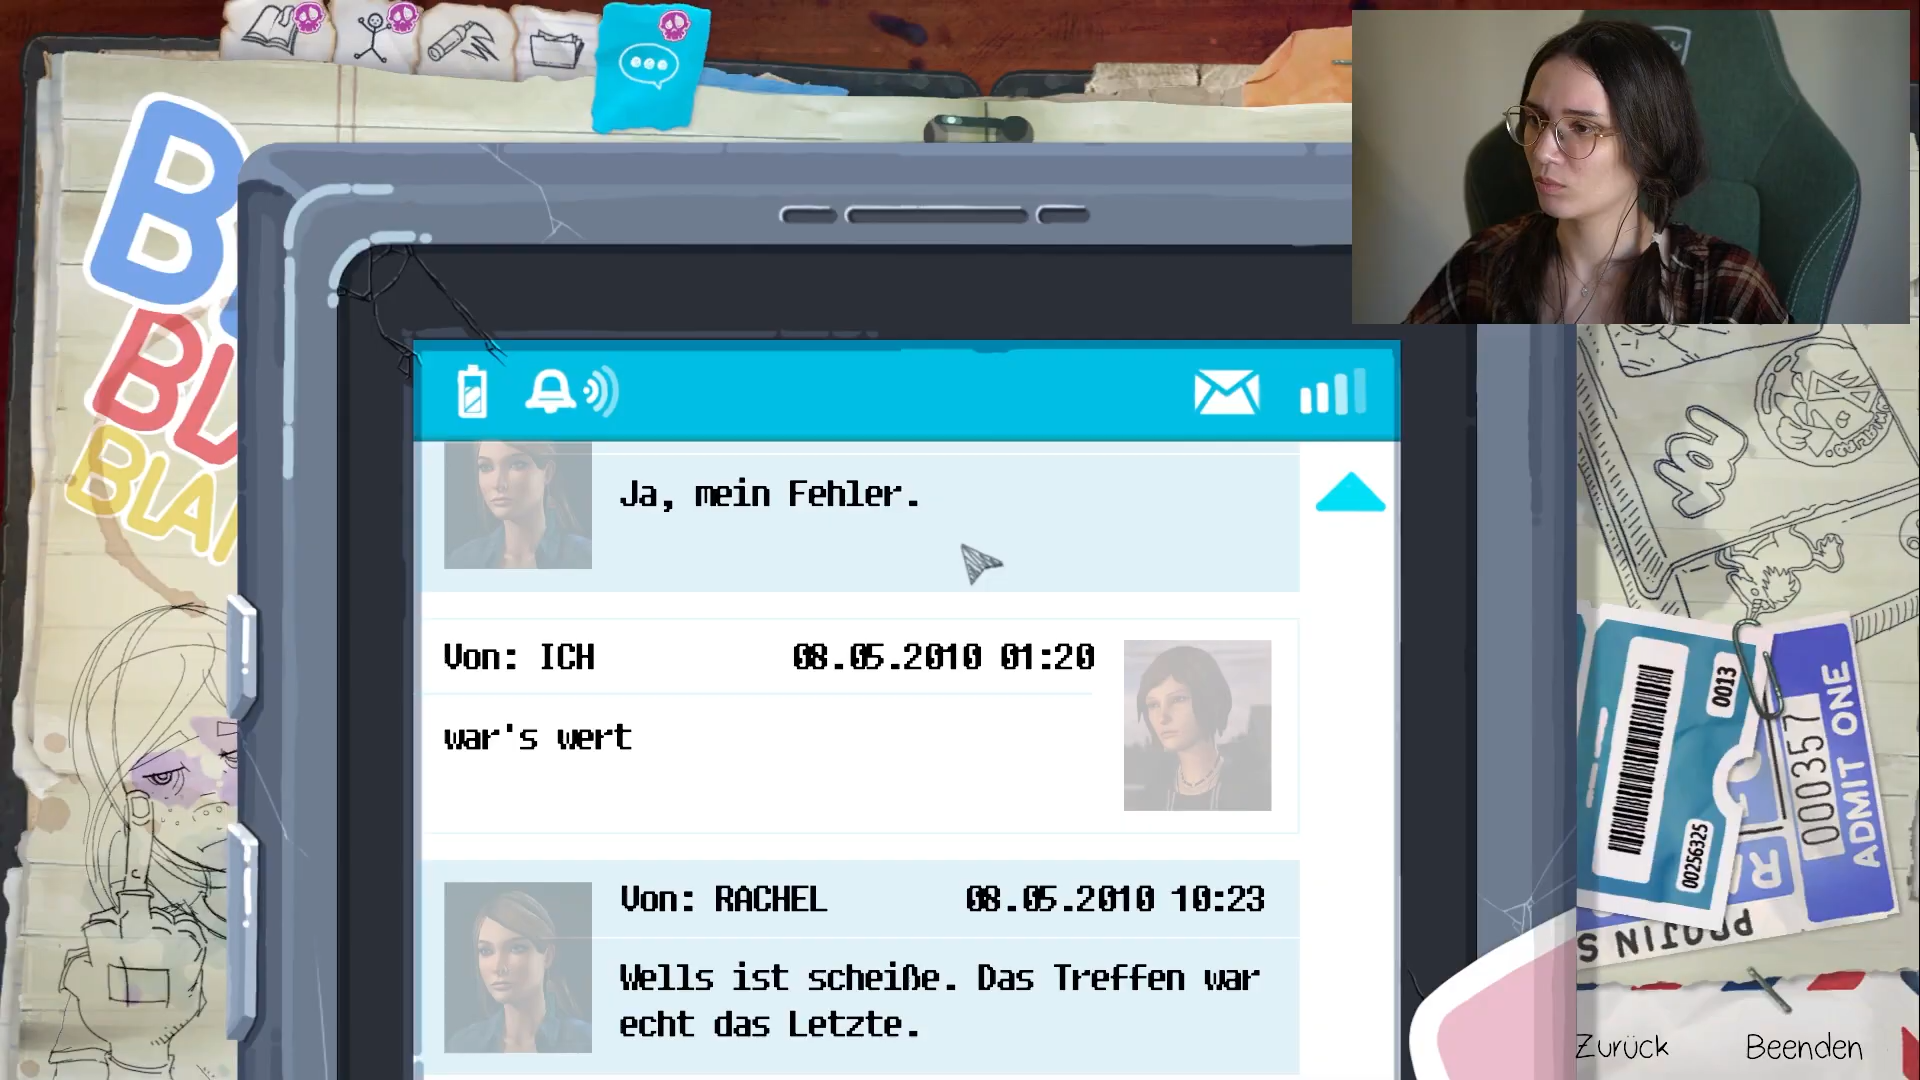 Ja, mein Fehler.
Von: ICH 08.05.2010 01:20
war's wert
Von: RACHEL 08.05.2010 10:23
Wells ist scheiße. Das Treffen war
echt das Letzte.
0013
00256325
000357
ADMIT ONE
Zurück
Beenden